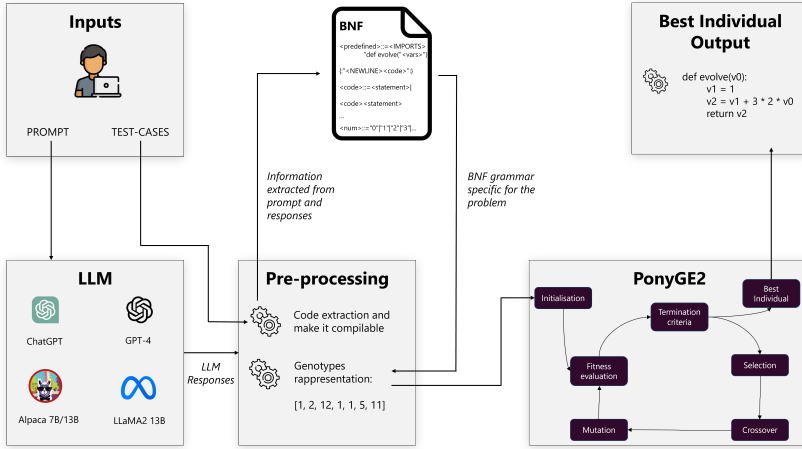 Inputs
PROMPT
TEST-CASES
BNF
<predefined>::=<IMPORTS>
"def evolve("<vars>"|
{:"<NEWLINE><code>":}
<code>::=<statement>|
<code><statement>
...
<num>::="0"|"1"|"2"|"3"|...
Best Individual
Output
def evolve(v0):
v1 = 1
v2 = v1 + 3 * 2 * v0
return v2
Information
extracted from
prompt and
responses
BNF grammar
specific for the
problem
LLM
ChatGPT
GPT-4
Alpaca 7B/13B
LLaMA2 13B
LLM
Responses
Pre-processing
Code extraction and
make it compilable
Genotypes
rappresentation:
[1, 2, 12, 1, 1, 5, 11]
PonyGE2
Initialisation
Termination
criteria
Best
Individual
Fitness
evaluation
Selection
Mutation
Crossover